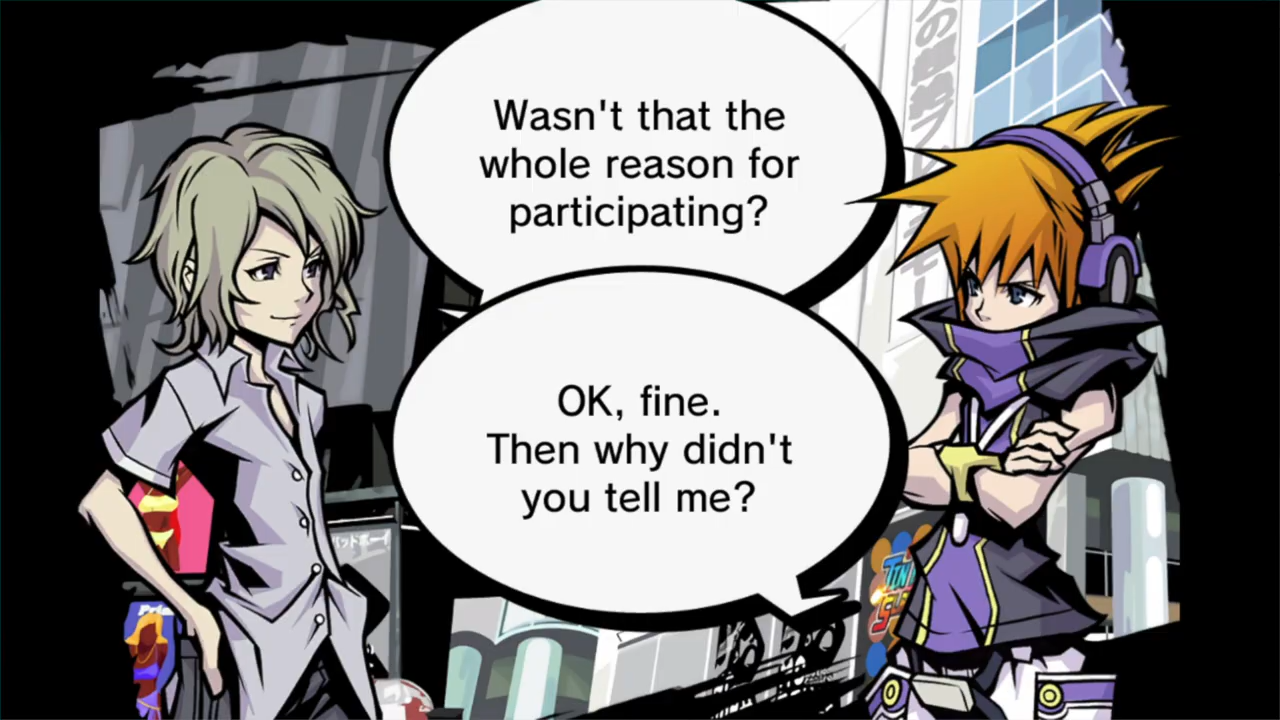 Wasn't that the
whole reason for
participating?
OK, fine.
Then why didn't
you tell me?